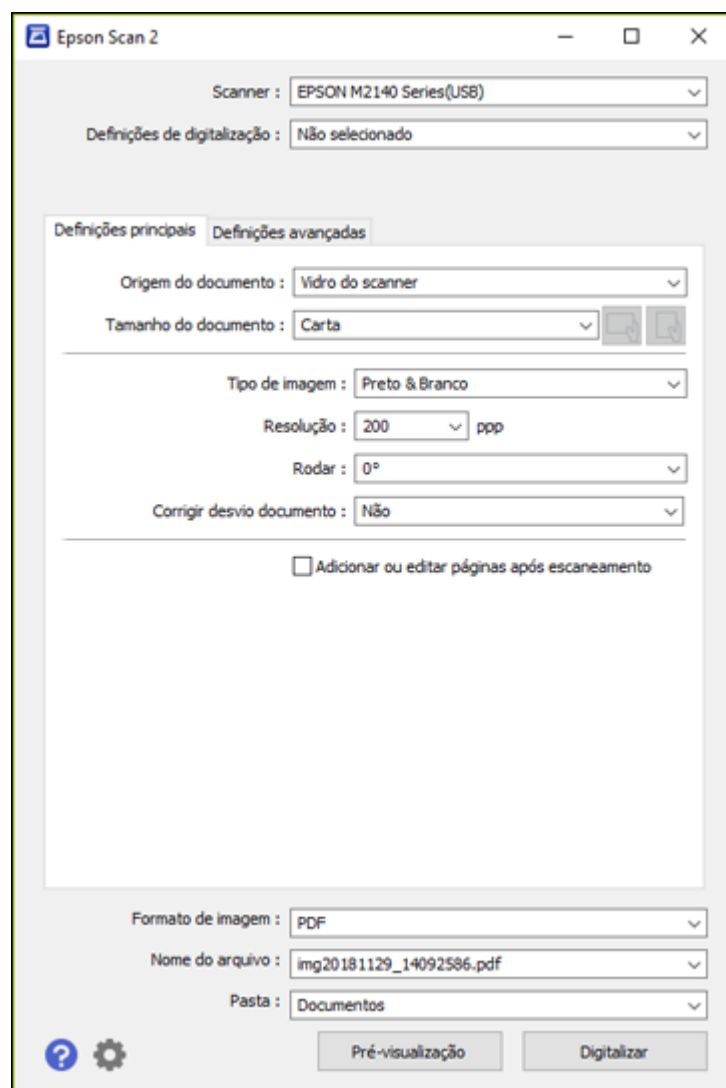 Epson Scan 2
Scanner : EPSON M2140 Series(USB)
Definições de digitalização : Não selecionado
Definições principais Definições avançadas
Origem do documento : Vidro do scanner
Tamanho do documento : Carta
Tipo de imagem : Preto & Branco
Resolução : 200 ppp
Rodar : 0°
Corrigir desvio documento : Não
Adicionar ou editar páginas após escaneamento
Formato de imagem : PDF
Nome do arquivo : img20181129_14092586.pdf
Pasta : Documentos
? Pré-visualização Digitalizar